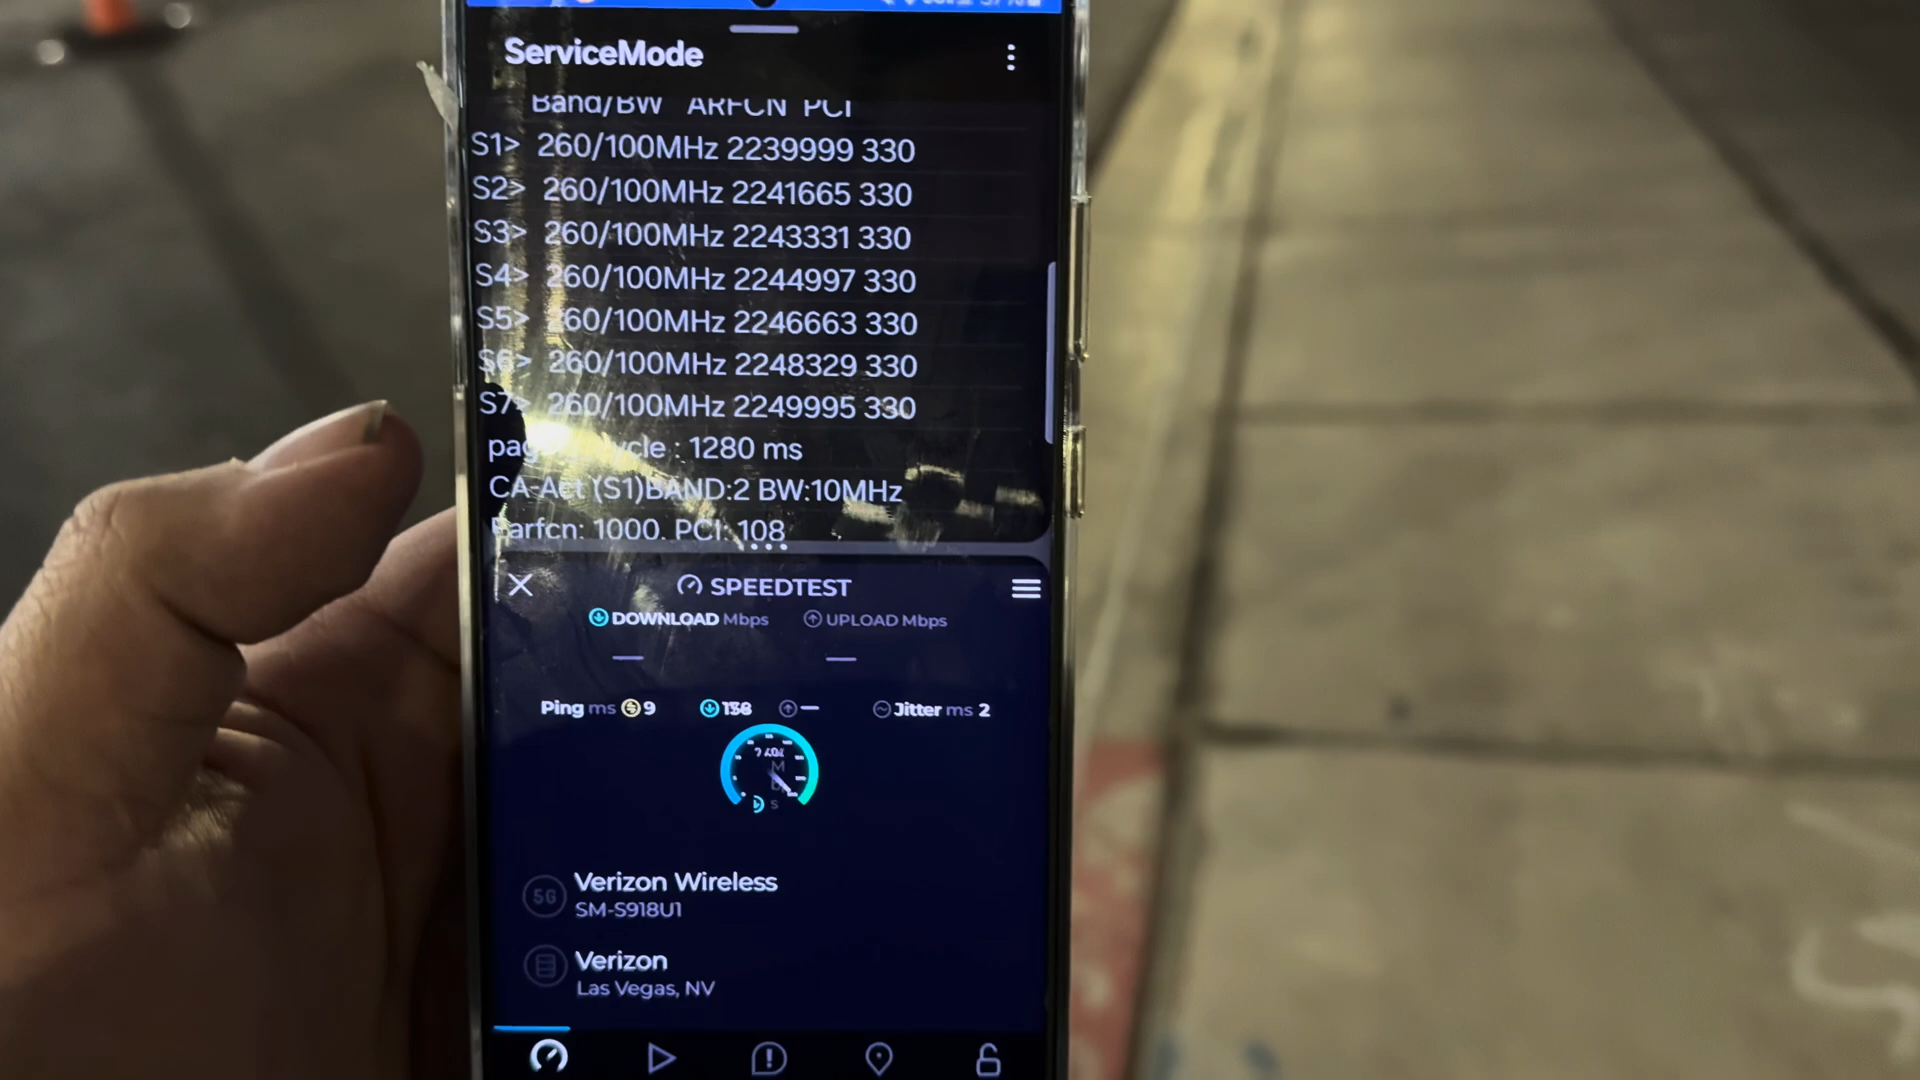 ServiceMode
Band/BW ARFCN PCI
S1> 260/100MHz 2239999 330
S2> 260/100MHz 2241665 330
S3> 260/100MHz 2243331 330
S4> 260/100MHz 2244997 330
S5> 260/100MHz 2246663 330
S6> 260/100MHz 2248329 330
S7> 260/100MHz 2249995 330
: 1280 ms
CA-Act (S1)BAND:2 BW:10MHz
Earfcn: 1000. PCI: 108
SPEEDTEST
DOWNLOAD Mbps UPLOAD Mbps
Ping ms 9 Jitter ms 2
5G Verizon Wireless
SM-S918U1
Verizon
Las Vegas, NV